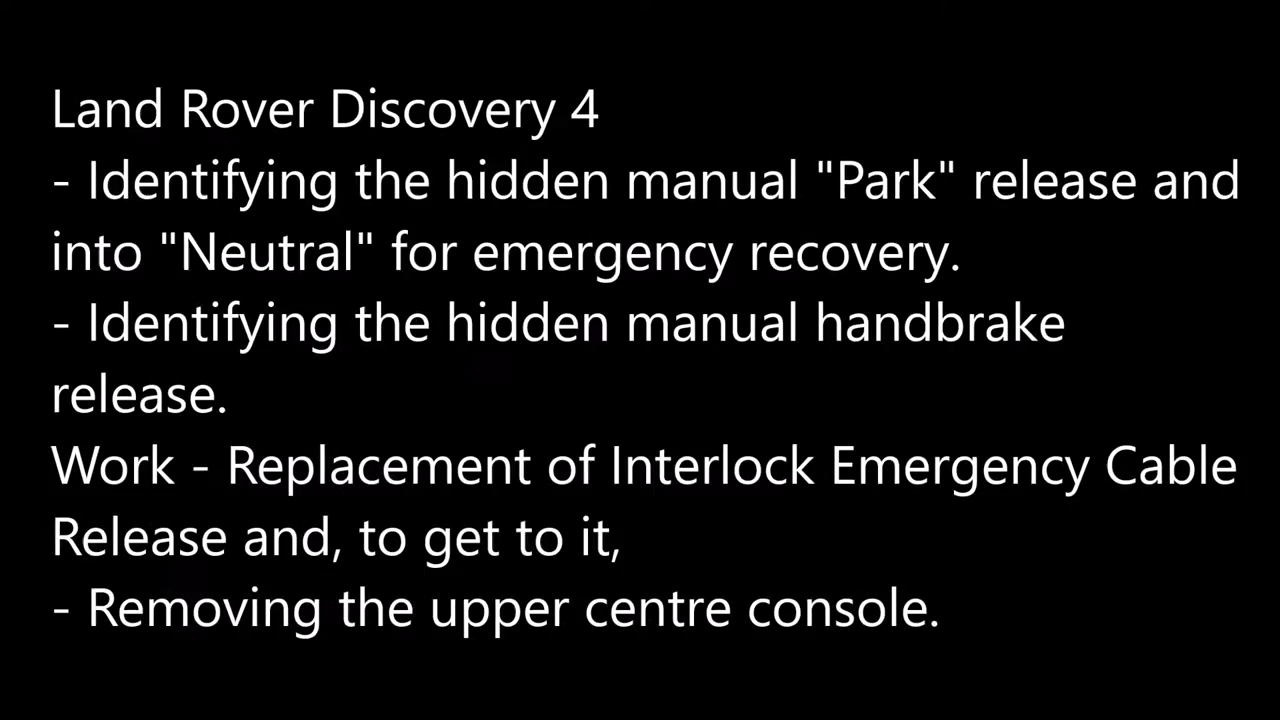 Land Rover Discovery 4
- Identifying the hidden manual "Park" release and
into "Neutral" for emergency recovery.
- Identifying the hidden manual handbrake
release.
Work - Replacement of Interlock Emergency Cable
Release and, to get to it,
- Removing the upper centre console.